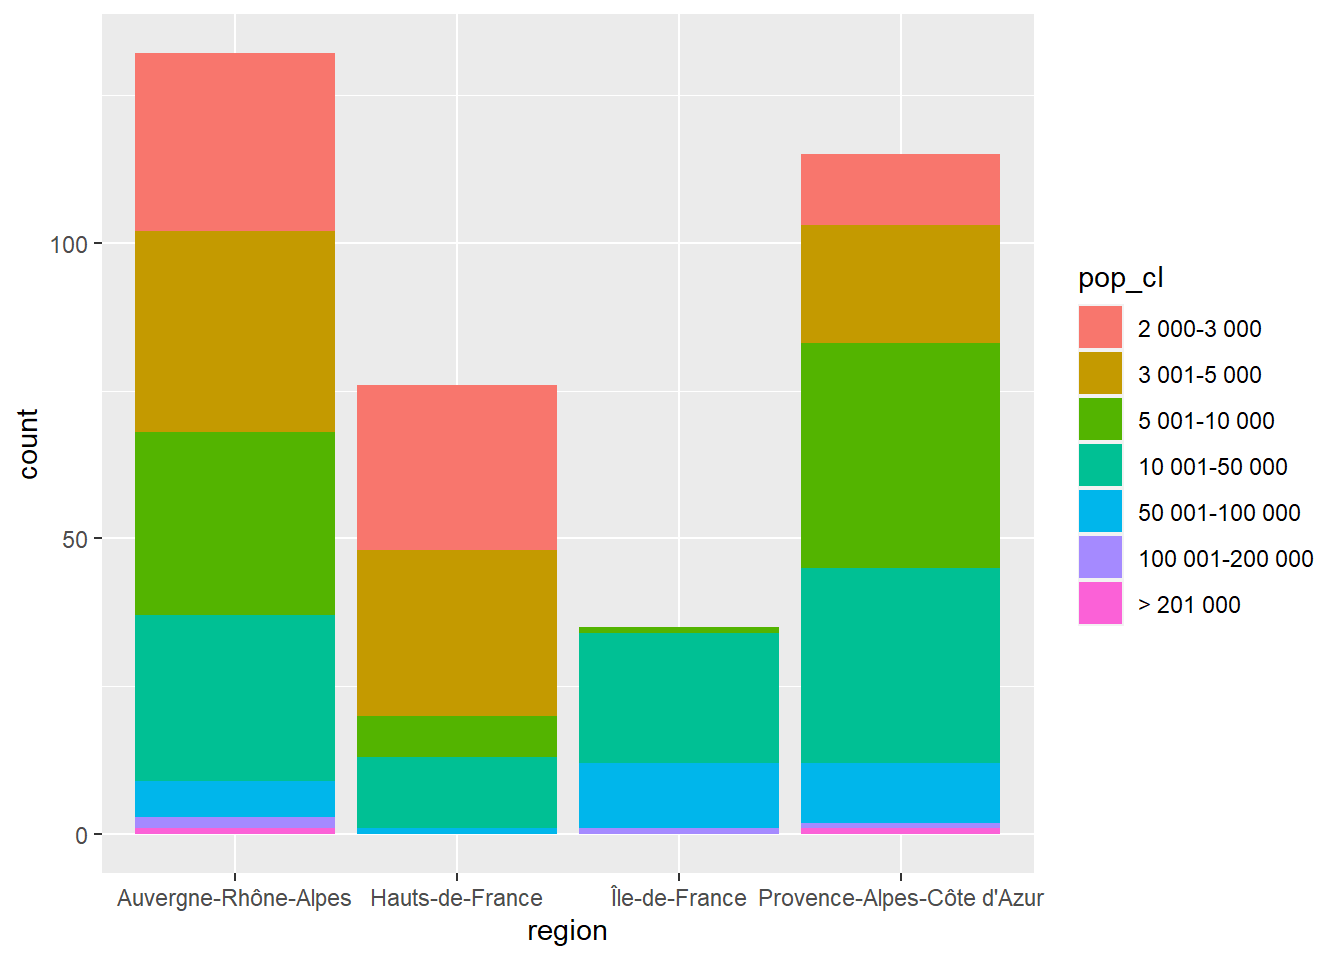 count
100
50
0
Auvergne-Rhône-Alpes
Hauts-de-France
Île-de-France
Provence-Alpes-Côte d'Azur
region
pop_cl
2 000-3 000
3 001-5 000
5 001-10 000
10 001-50 000
50 001-100 000
100 001-200 000
> 201 000